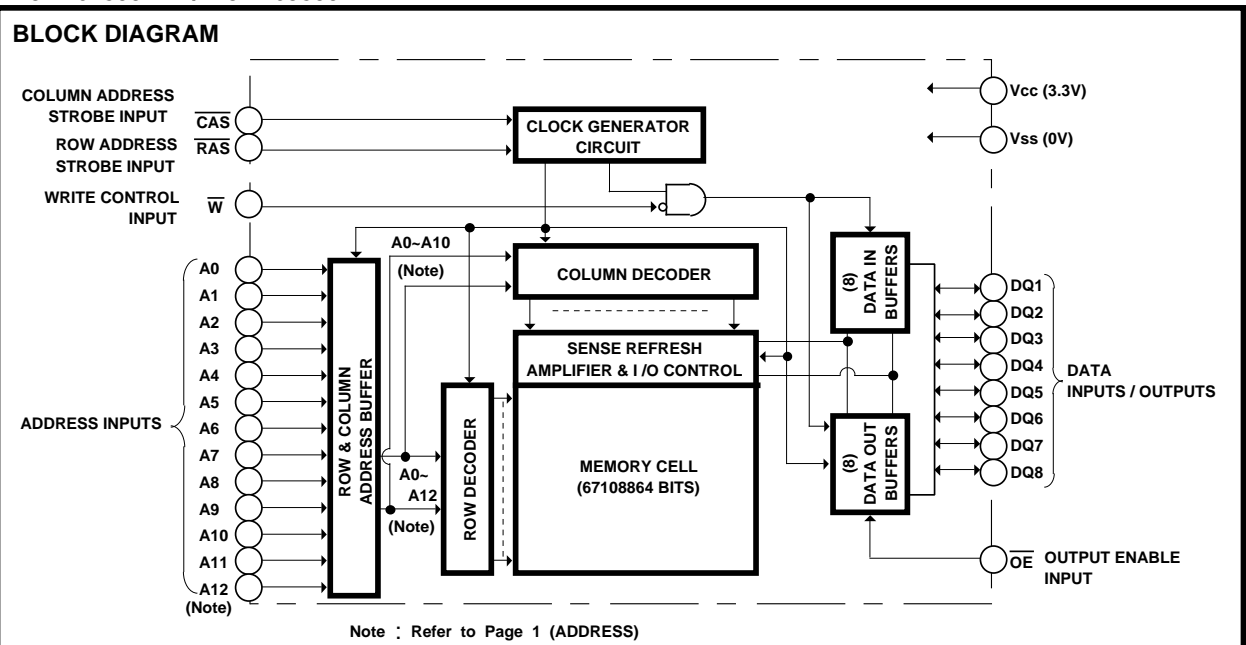 BLOCK DIAGRAM
COLUMN ADDRESS
STROBE INPUT
CAS
ROW ADDRESS
STROBE INPUT
RAS
WRITE CONTROL
INPUT
W
CLOCK GENERATOR
CIRCUIT
Vcc (3.3V)
Vss (0V)
A0~A10
(Note)
COLUMN DECODER
SENSE REFRESH
AMPLIFIER & I /O CONTROL
MEMORY CELL
(67108864 BITS)
ROW & COLUMN
ADDRESS BUFFER
A0~
A12
(Note)
ROW DECODER
(8)
DATA IN
BUFFERS
(8)
DATA OUT
BUFFERS
ADDRESS INPUTS
A0
A1
A2
A3
A4
A5
A6
A7
A8
A9
A10
A11
A12
(Note)
DQ1
DQ2
DQ3
DQ4
DQ5
DQ6
DQ7
DQ8
DATA
INPUTS / OUTPUTS
OE
OUTPUT ENABLE
INPUT
Note : Refer to Page 1 (ADDRESS)